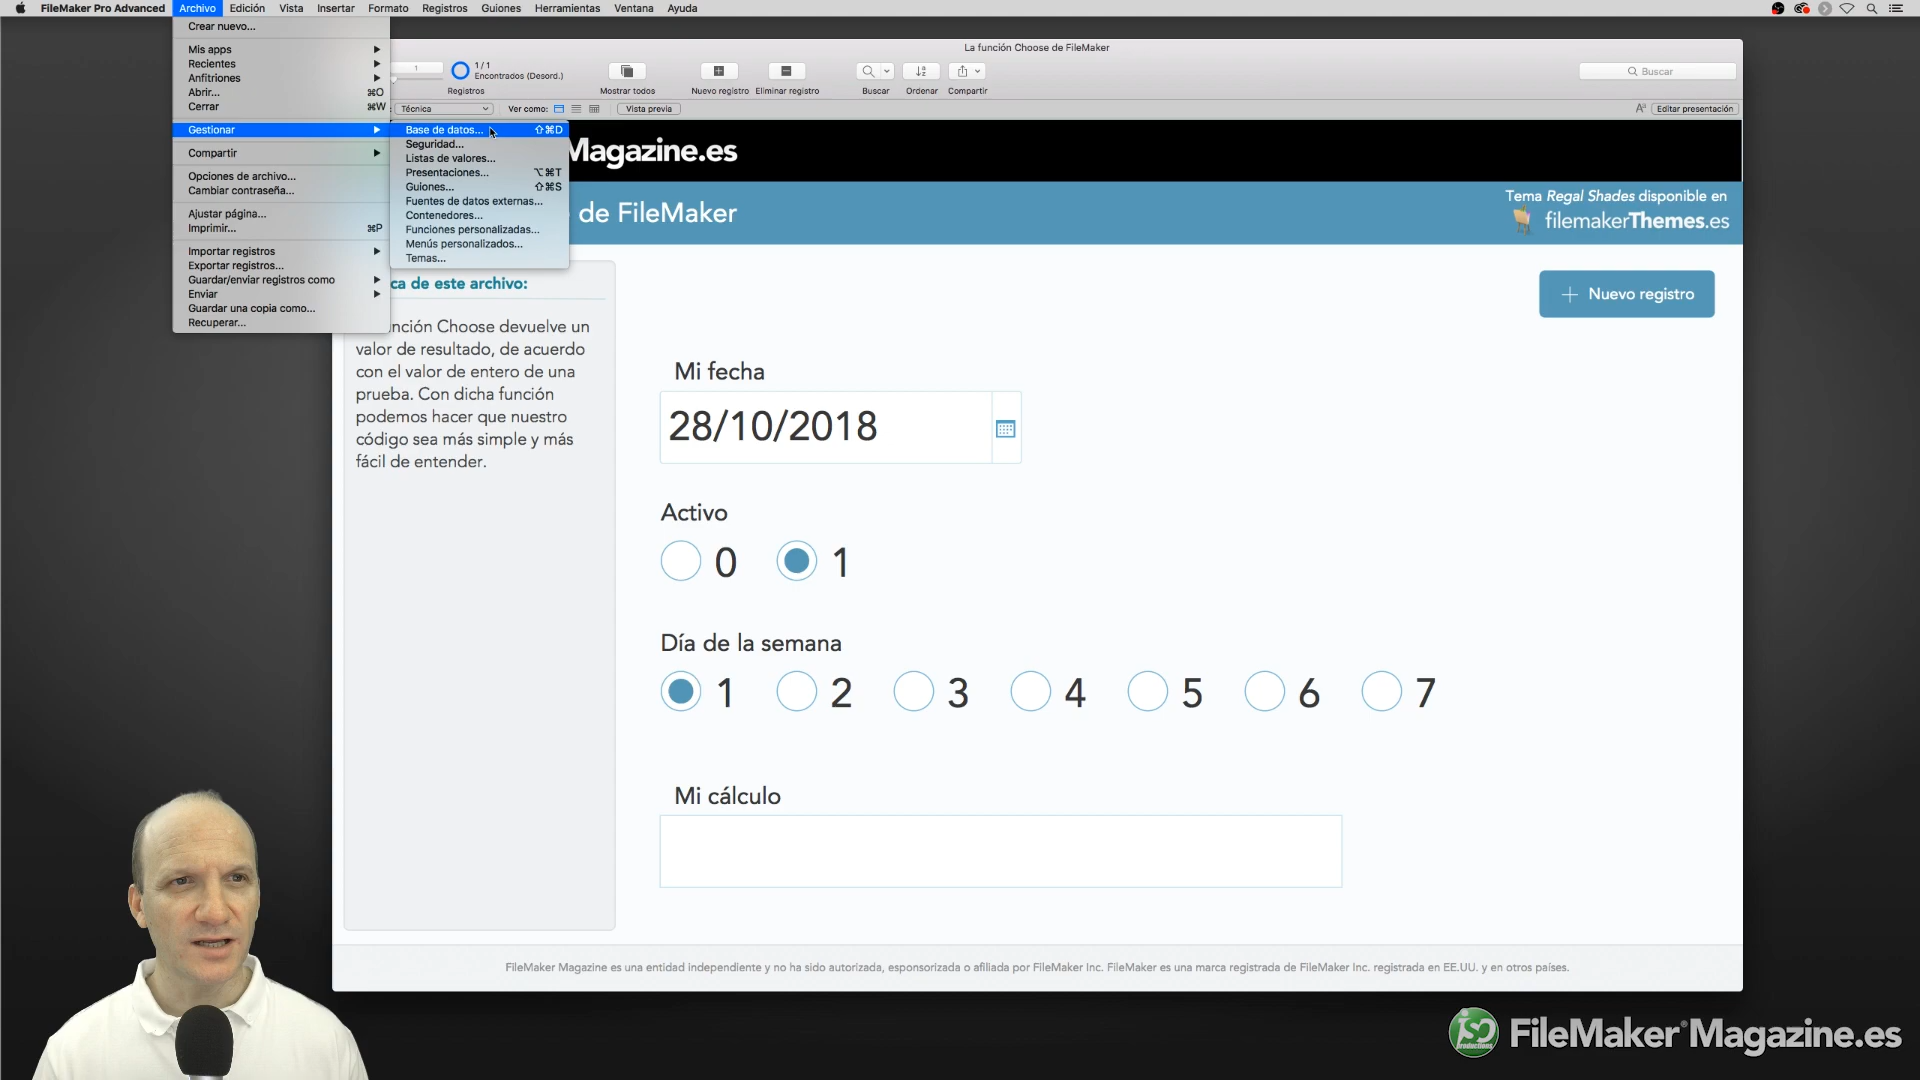 FileMaker Pro Advanced Archivo Edición Vista Insertar Formato Registros Guiones Herramientas Ventana Ayuda
Crear nuevo...
Mis apps
Recientes
Anfitriones
Abrir... ⌘O
Cerrar ⌘W
Gestionar
Compartir
Opciones de archivo...
Cambiar contraseña...
Ajustar página...
Imprimir... ⌘P
Importar registros
Exportar registros...
Guardar/enviar registros como
Enviar
Guardar una copia como...
Recuperar...
Base de datos... ⇧⌘D
Seguridad...
Listas de valores...
Presentaciones... ⌥⌘T
Guiones... ⇧⌘S
Fuentes de datos externas...
Contenedores...
Funciones personalizadas...
Menús personalizados...
Temas...
La función Choose de FileMaker
1
1 / 1
Encontrados (Desord.)
Registros
Mostrar todos
Nuevo registro
Eliminar registro
Buscar
Ordenar
Compartir
Buscar
Técnica
Ver como:
Vista previa
Editar presentación
Magazine.es
de FileMaker
Tema Regal Shades disponible en
filemakerThemes.es
ca de este archivo:
nción Choose devuelve un
valor de resultado, de acuerdo
con el valor de entero de una
prueba. Con dicha función
podemos hacer que nuestro
código sea más simple y más
fácil de entender.
Nuevo registro
Mi fecha
28/10/2018
Activo
0 1
Día de la semana
1 2 3 4 5 6 7
Mi cálculo
FileMaker Magazine es una entidad independiente y no ha sido autorizada, esponsorizada o afiliada por FileMaker Inc. FileMaker es una marca registrada de FileMaker Inc. registrada en EE.UU. y en otros países.
iso productions FileMaker® Magazine.es